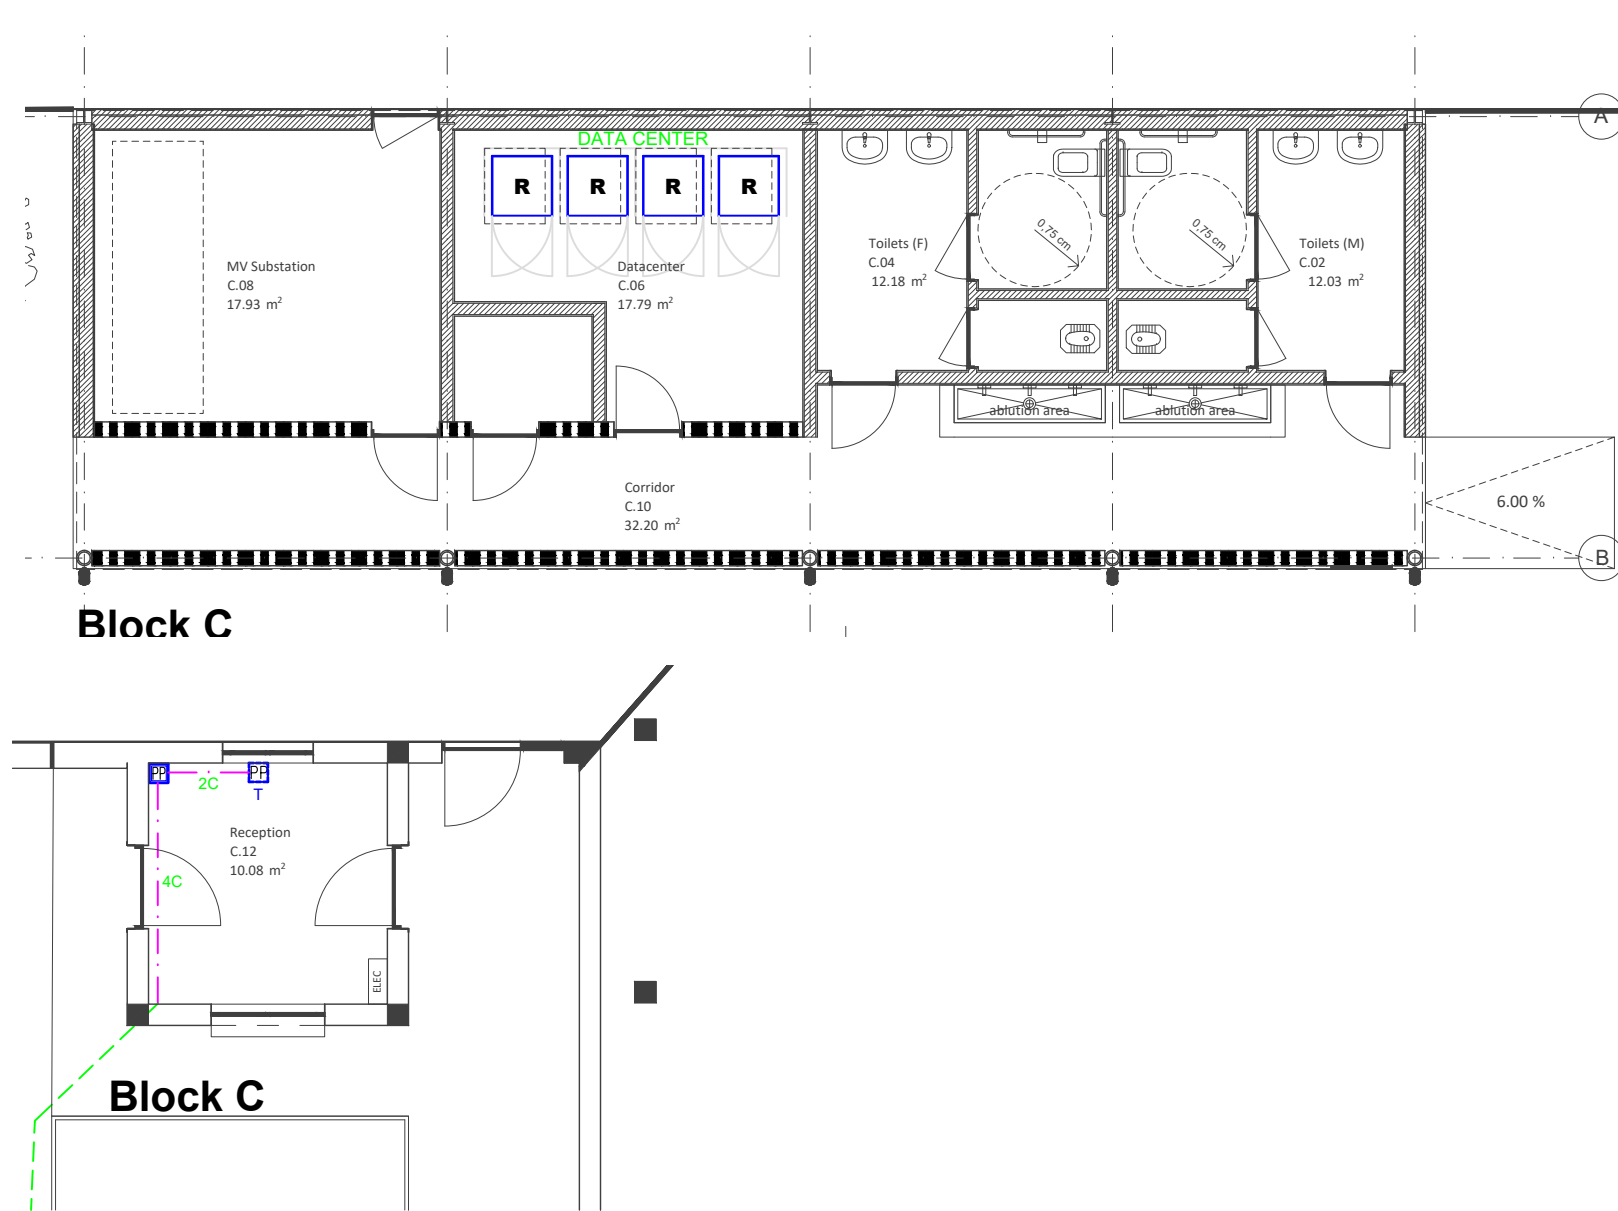 A
DATA CENTER
R R R R
0,75 cm
0,75 cm
MV Substation
C.08
17.93 m²
Datacenter
C.06
17.79 m²
Toilets (F)
C.04
12.18 m²
Toilets (M)
C.02
12.03 m²
ablution area
ablution area
Corridor
C.10
32.20 m²
6.00 %
B
Block C
PP
2C
PP
T
Reception
C.12
10.08 m²
4C
ELEC
Block C